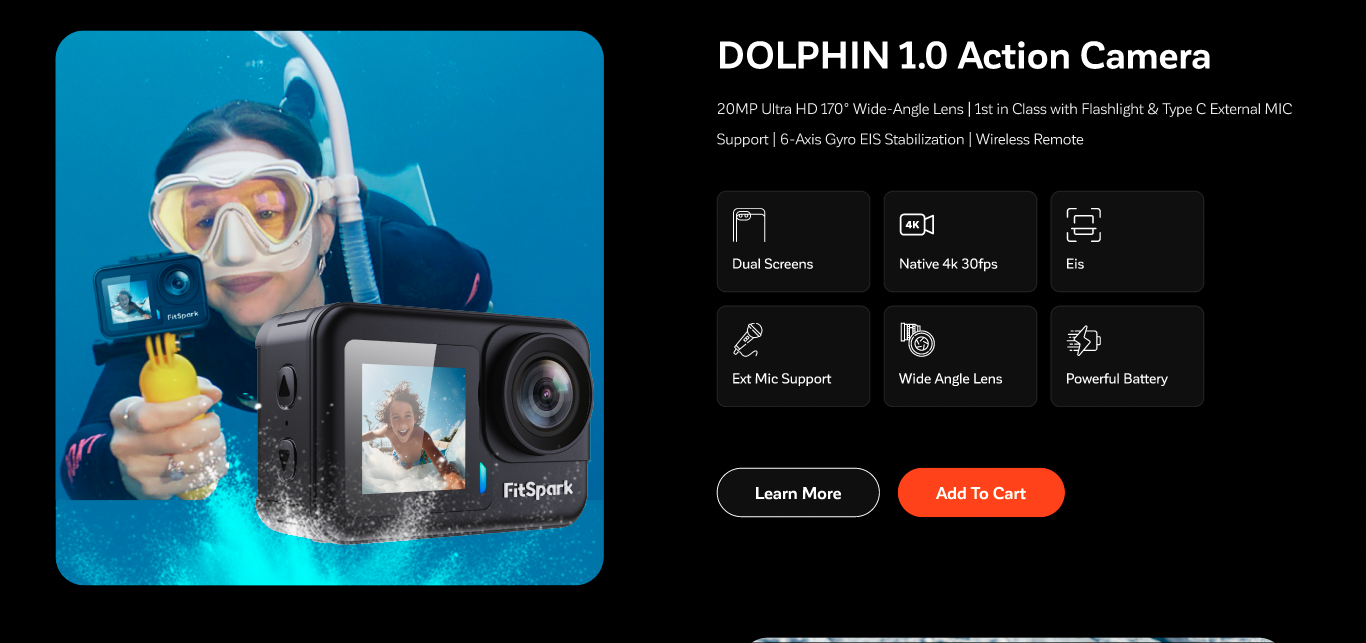 DOLPHIN 1.0 Action Camera
20MP Ultra HD 170° Wide-Angle Lens | 1st in Class with Flashlight & Type C External MIC
Support | 6-Axis Gyro EIS Stabilization | Wireless Remote
4K
Dual Screens
Native 4k 30fps
Eis
Ext Mic Support
Wide Angle Lens
Powerful Battery
Learn More
Add To Cart
FitSpark
FitSpark